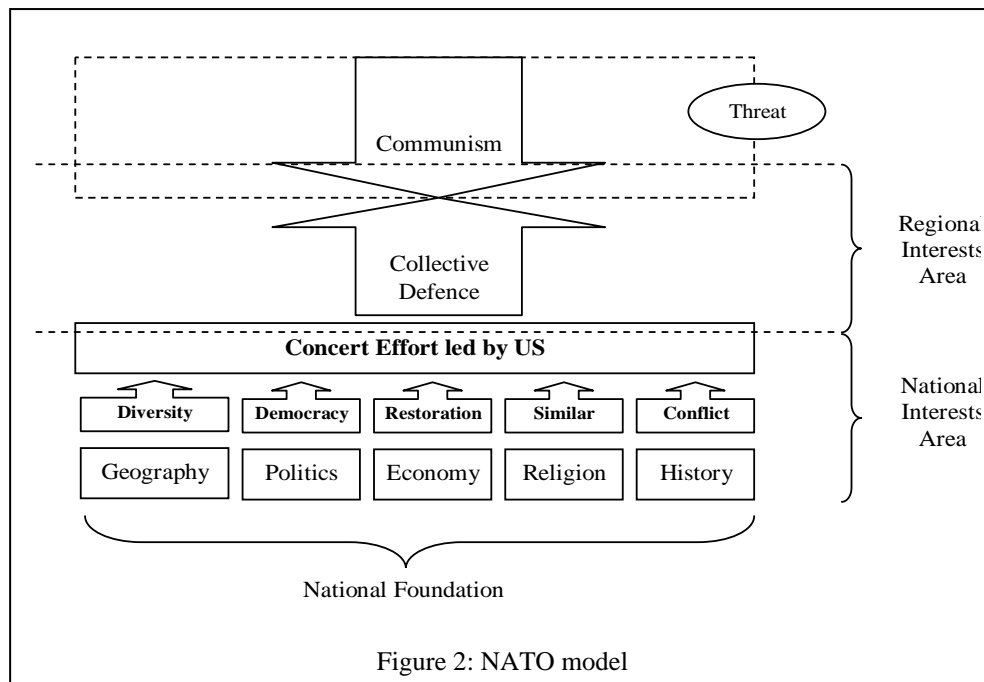 Threat
Communism
Regional
Interests
Area
Collective
Defence
Concert Effort led by US
Diversity Democracy Restoration Similar Conflict
National
Interests
Area
Geography Politics Economy Religion History
National Foundation
Figure 2: NATO model